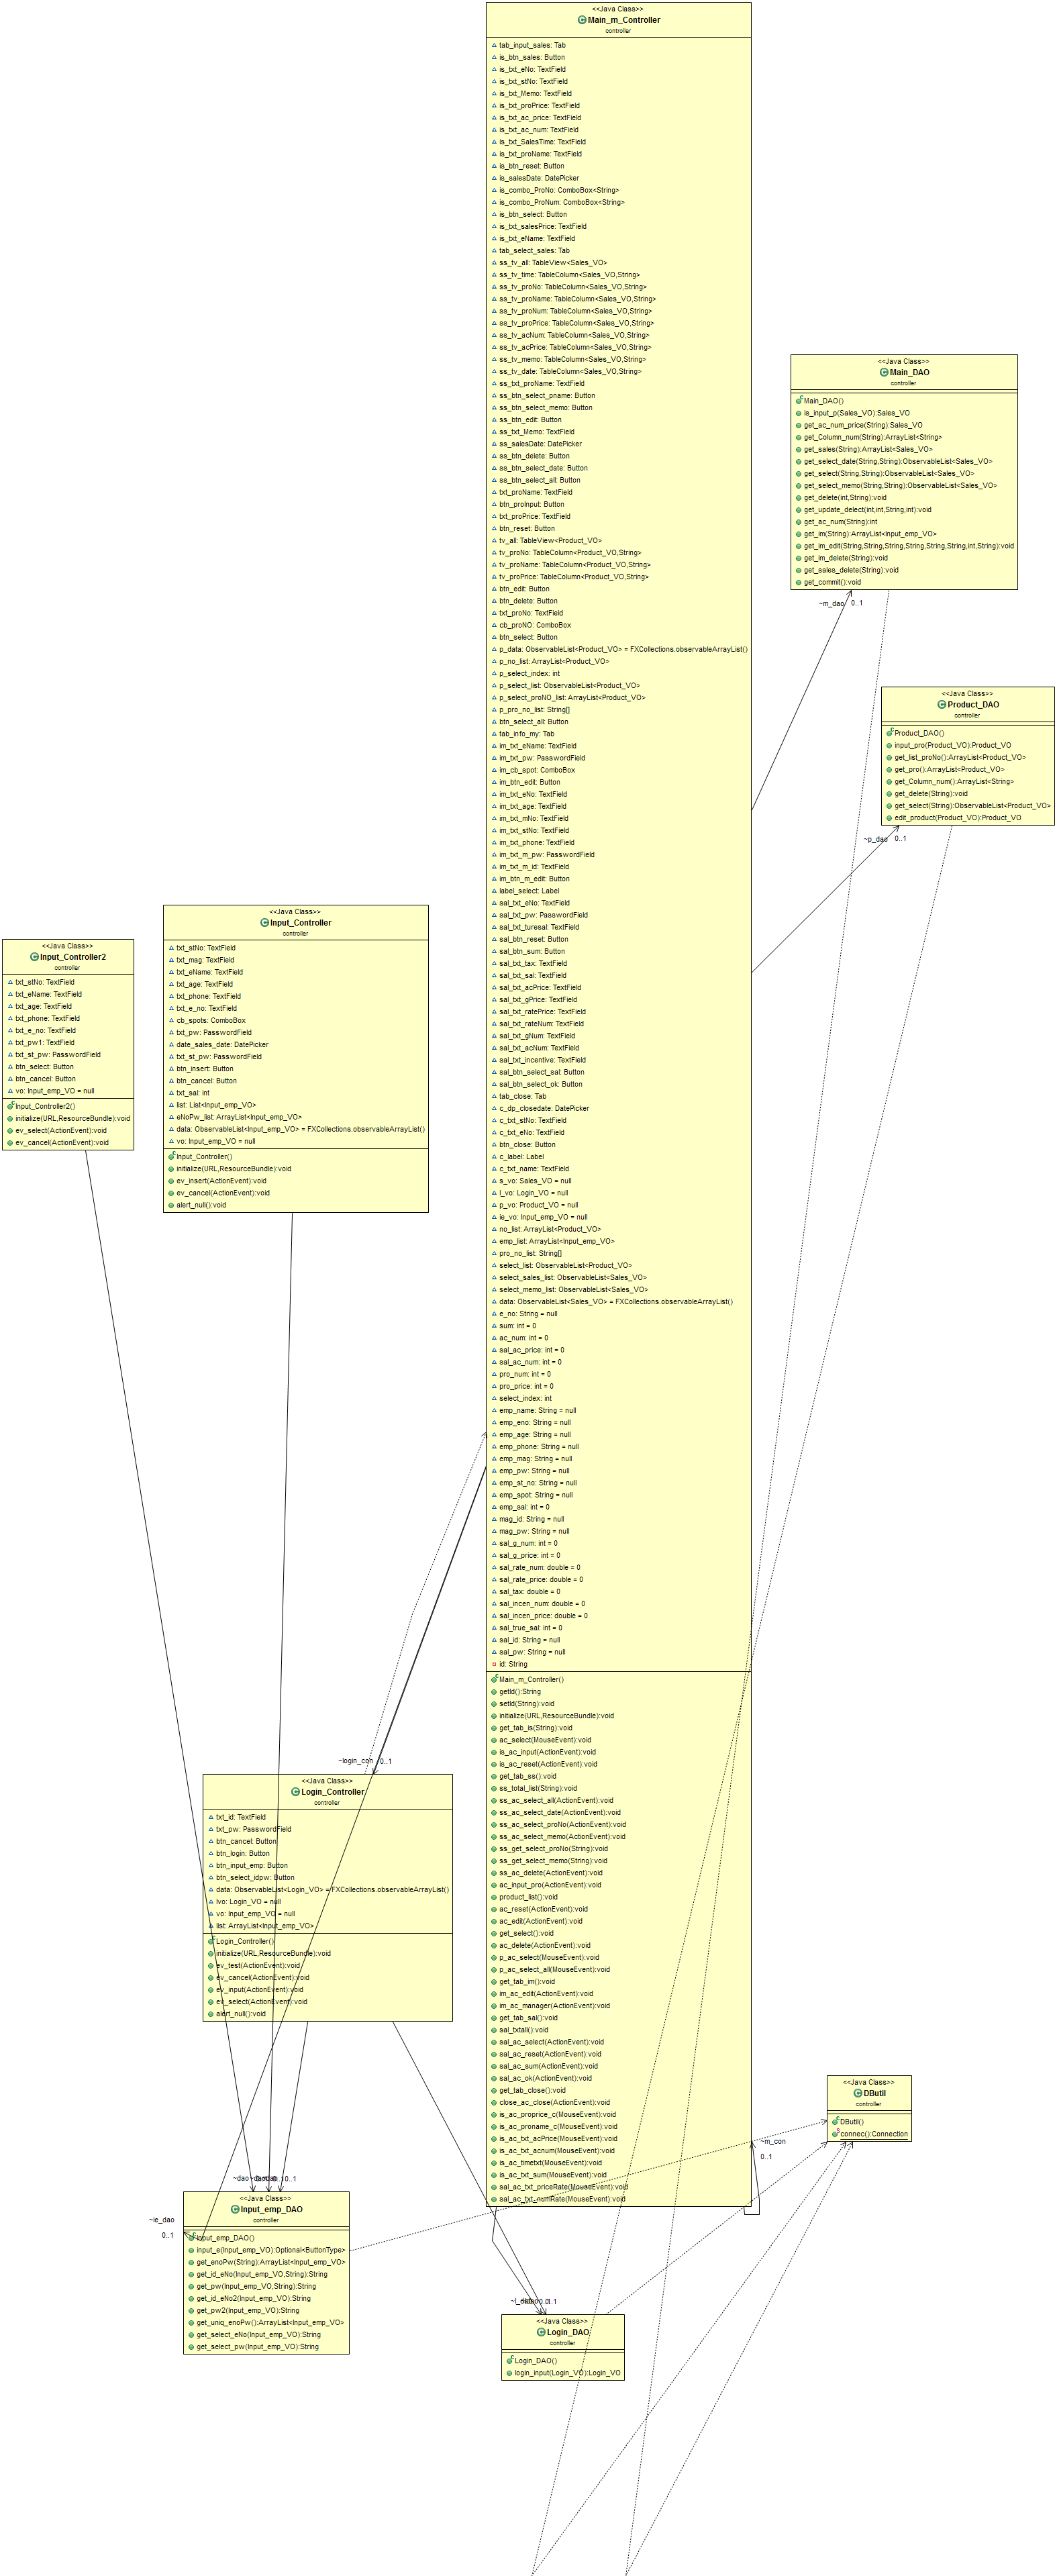 <<Java Class>>
Main_m_Controller
controller
tab_input_sales: Tab
is_btn_sales: Button
is_txt_eNo: TextField
is_txt_stNo: TextField
is_txt_Memo: TextField
is_txt_proPrice: TextField
is_txt_ac_price: TextField
is_txt_ac_num: TextField
is_txt_SalesTime: TextField
is_txt_proName: TextField
is_btn_reset: Button
is_salesDate: DatePicker
is_combo_ProNo: ComboBox<String>
is_combo_ProNum: ComboBox<String>
is_btn_select: Button
is_txt_salesPrice: TextField
is_txt_eName: TextField
tab_select_sales: Tab
ss_tv_all: TableView<Sales_VO>
ss_tv_time: TableColumn<Sales_VO,String>
ss_tv_proNo: TableColumn<Sales_VO,String>
ss_tv_proName: TableColumn<Sales_VO,String>
ss_tv_proNum: TableColumn<Sales_VO,String>
ss_tv_proPrice: TableColumn<Sales_VO,String>
ss_tv_acNum: TableColumn<Sales_VO,String>
ss_tv_acPrice: TableColumn<Sales_VO,String>
ss_tv_memo: TableColumn<Sales_VO,String>
ss_tv_date: TableColumn<Sales_VO,String>
ss_txt_proName: TextField
ss_btn_select_pname: Button
ss_btn_select_memo: Button
ss_btn_edit: Button
ss_txt_Memo: TextField
ss_salesDate: DatePicker
ss_btn_delete: Button
ss_btn_select_date: Button
ss_btn_select_all: Button
txt_proName: TextField
btn_proInput: Button
txt_proPrice: TextField
btn_reset: Button
tv_all: TableView<Product_VO>
tv_proNo: TableColumn<Product_VO,String>
tv_proName: TableColumn<Product_VO,String>
tv_proPrice: TableColumn<Product_VO,String>
btn_edit: Button
btn_delete: Button
txt_proNo: TextField
cb_proNO: ComboBox
btn_select: Button
p_data: ObservableList<Product_VO> = FXCollections.observableArrayList()
p_no_list: ArrayList<Product_VO>
p_select_index: int
p_select_list: ObservableList<Product_VO>
p_select_proNO_list: ArrayList<Product_VO>
p_pro_no_list: String[]
btn_select_all: Button
tab_info_my: Tab
im_txt_eName: TextField
im_txt_pw: PasswordField
im_cb_spot: ComboBox
im_btn_edit: Button
im_txt_eNo: TextField
im_txt_age: TextField
im_txt_mNo: TextField
im_txt_stNo: TextField
im_txt_phone: TextField
im_txt_m_pw: PasswordField
im_txt_m_id: TextField
im_btn_m_edit: Button
label_select: Label
sal_txt_eNo: TextField
sal_txt_pw: PasswordField
sal_txt_turesal: TextField
sal_btn_reset: Button
sal_btn_sum: Button
sal_txt_tax: TextField
sal_txt_sal: TextField
sal_txt_acPrice: TextField
sal_txt_gPrice: TextField
sal_txt_ratePrice: TextField
sal_txt_rateNum: TextField
sal_txt_gNum: TextField
sal_txt_acNum: TextField
sal_txt_incentive: TextField
sal_btn_select_sal: Button
sal_btn_select_ok: Button
tab_close: Tab
c_dp_closedate: DatePicker
c_txt_stNo: TextField
c_txt_eNo: TextField
btn_close: Button
c_label: Label
c_txt_name: TextField
s_vo: Sales_VO = null
l_vo: Login_VO = null
p_vo: Product_VO = null
ie_vo: Input_emp_VO = null
no_list: ArrayList<Product_VO>
emp_list: ArrayList<Input_emp_VO>
pro_no_list: String[]
select_list: ObservableList<Product_VO>
select_sales_list: ObservableList<Sales_VO>
select_memo_list: ObservableList<Sales_VO>
data: ObservableList<Sales_VO> = FXCollections.observableArrayList()
e_no: String = null
sum: int = 0
ac_num: int = 0
sal_ac_price: int = 0
sal_ac_num: int = 0
pro_num: int = 0
pro_price: int = 0
select_index: int
emp_name: String = null
emp_eno: String = null
emp_age: String = null
emp_phone: String = null
emp_mag: String = null
emp_pw: String = null
emp_st_no: String = null
emp_spot: String = null
emp_sal: int = 0
mag_id: String = null
mag_pw: String = null
sal_g_num: int = 0
sal_g_price: int = 0
sal_rate_num: double = 0
sal_rate_price: double = 0
sal_tax: double = 0
sal_incen_num: double = 0
sal_incen_price: double = 0
sal_true_sal: int = 0
sal_id: String = null
sal_pw: String = null
id: String
Main_m_Controller()
getId():String
setId(String):void
initialize(URL,ResourceBundle):void
get_tab_is(String):void
ac_select(MouseEvent):void
is_ac_input(ActionEvent):void
is_ac_reset(ActionEvent):void
get_tab_ss():void
ss_total_list(String):void
ss_ac_select_all(ActionEvent):void
ss_ac_select_date(ActionEvent):void
ss_ac_select_proNo(ActionEvent):void
ss_ac_select_memo(ActionEvent):void
ss_get_select_proNo(String):void
ss_get_select_memo(String):void
ss_ac_delete(ActionEvent):void
ac_input_pro(ActionEvent):void
product_list():void
ac_reset(ActionEvent):void
ac_edit(ActionEvent):void
get_select():void
ac_delete(ActionEvent):void
p_ac_select(MouseEvent):void
p_ac_select_all(MouseEvent):void
get_tab_im():void
im_ac_edit(ActionEvent):void
im_ac_manager(ActionEvent):void
get_tab_sal():void
sal_txtall():void
sal_ac_select(ActionEvent):void
sal_ac_reset(ActionEvent):void
sal_ac_sum(ActionEvent):void
sal_ac_ok(ActionEvent):void
get_tab_close():void
close_ac_close(ActionEvent):void
is_ac_proprice_c(MouseEvent):void
is_ac_proname_c(MouseEvent):void
is_ac_txt_acPrice(MouseEvent):void
is_ac_txt_acnum(MouseEvent):void
is_ac_timetxt(MouseEvent):void
is_ac_txt_sum(MouseEvent):void
sal_ac_txt_priceRate(MouseEvent):void
sal_ac_txt_numRate(MouseEvent):void
<<Java Class>>
Main_DAO
controller
Main_DAO()
is_input_p(Sales_VO):Sales_VO
get_ac_num_price(String):Sales_VO
get_Column_num(String):ArrayList<String>
get_sales(String):ArrayList<Sales_VO>
get_select_date(String,String):ObservableList<Sales_VO>
get_select(String,String):ObservableList<Sales_VO>
get_select_memo(String,String):ObservableList<Sales_VO>
get_delete(int,String):void
get_update_delect(int,int,String,int):void
get_ac_num(String):int
get_im(String):ArrayList<Input_emp_VO>
get_im_edit(String,String,String,String,String,String,int,String):void
get_im_delete(String):void
get_sales_delete(String):void
get_commit():void
~m_dao
0..1
<<Java Class>>
Product_DAO
controller
Product_DAO()
input_pro(Product_VO):Product_VO
get_list_proNo():ArrayList<Product_VO>
get_pro():ArrayList<Product_VO>
get_Column_num():ArrayList<String>
get_delete(String):void
get_select(String):ObservableList<Product_VO>
edit_product(Product_VO):Product_VO
~p_dao
0..1
<<Java Class>>
Input_Controller
controller
txt_stNo: TextField
txt_mag: TextField
txt_eName: TextField
txt_age: TextField
txt_phone: TextField
txt_e_no: TextField
cb_spots: ComboBox
txt_pw: PasswordField
date_sales_date: DatePicker
txt_st_pw: PasswordField
btn_insert: Button
btn_cancel: Button
txt_sal: int
list: List<Input_emp_VO>
eNoPw_list: ArrayList<Input_emp_VO>
data: ObservableList<Input_emp_VO> = FXCollections.observableArrayList()
vo: Input_emp_VO = null
Input_Controller()
initialize(URL,ResourceBundle):void
ev_insert(ActionEvent):void
ev_cancel(ActionEvent):void
alert_null():void
<<Java Class>>
Input_Controller2
controller
txt_stNo: TextField
txt_eName: TextField
txt_age: TextField
txt_phone: TextField
txt_e_no: TextField
txt_pw1: TextField
txt_st_pw: PasswordField
btn_select: Button
btn_cancel: Button
vo: Input_emp_VO = null
Input_Controller2()
initialize(URL,ResourceBundle):void
ev_select(ActionEvent):void
ev_cancel(ActionEvent):void
~login_con
0..1
<<Java Class>>
Login_Controller
controller
txt_id: TextField
txt_pw: PasswordField
btn_cancel: Button
btn_login: Button
btn_input_emp: Button
btn_select_idpw: Button
data: ObservableList<Login_VO> = FXCollections.observableArrayList()
lvo: Login_VO = null
vo: Input_emp_VO = null
list: ArrayList<Input_emp_VO>
Login_Controller()
initialize(URL,ResourceBundle):void
ev_test(ActionEvent):void
ev_cancel(ActionEvent):void
ev_input(ActionEvent):void
ev_select(ActionEvent):void
alert_null():void
<<Java Class>>
DButil
controller
DButil()
connec():Connection
~m_con
0..1
~dao
0..1
<<Java Class>>
Input_emp_DAO
controller
Input_emp_DAO()
input_e(Input_emp_VO):Optional<ButtonType>
get_enoPw(String):ArrayList<Input_emp_VO>
get_id_eNo(Input_emp_VO,String):String
get_pw(Input_emp_VO,String):String
get_id_eNo2(Input_emp_VO):String
get_pw2(Input_emp_VO):String
get_uniq_enoPw():ArrayList<Input_emp_VO>
get_select_eNo(Input_emp_VO):String
get_select_pw(Input_emp_VO):String
~ie_dao
0..1
<<Java Class>>
Login_DAO
controller
Login_DAO()
login_input(Login_VO):Login_VO